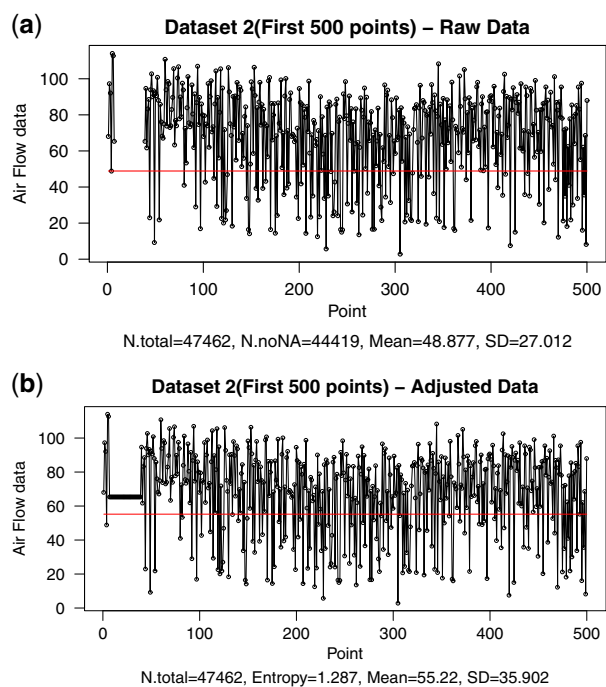 (a)
Dataset 2(First 500 points) – Raw Data
Air Flow data
100
80
60
40
20
0
0 100 200 300 400 500
Point
N.total=47462, N.noNA=44419, Mean=48.877, SD=27.012
(b)
Dataset 2(First 500 points) – Adjusted Data
Air Flow data
100
80
60
40
20
0
0 100 200 300 400 500
Point
N.total=47462, Entropy=1.287, Mean=55.22, SD=35.902